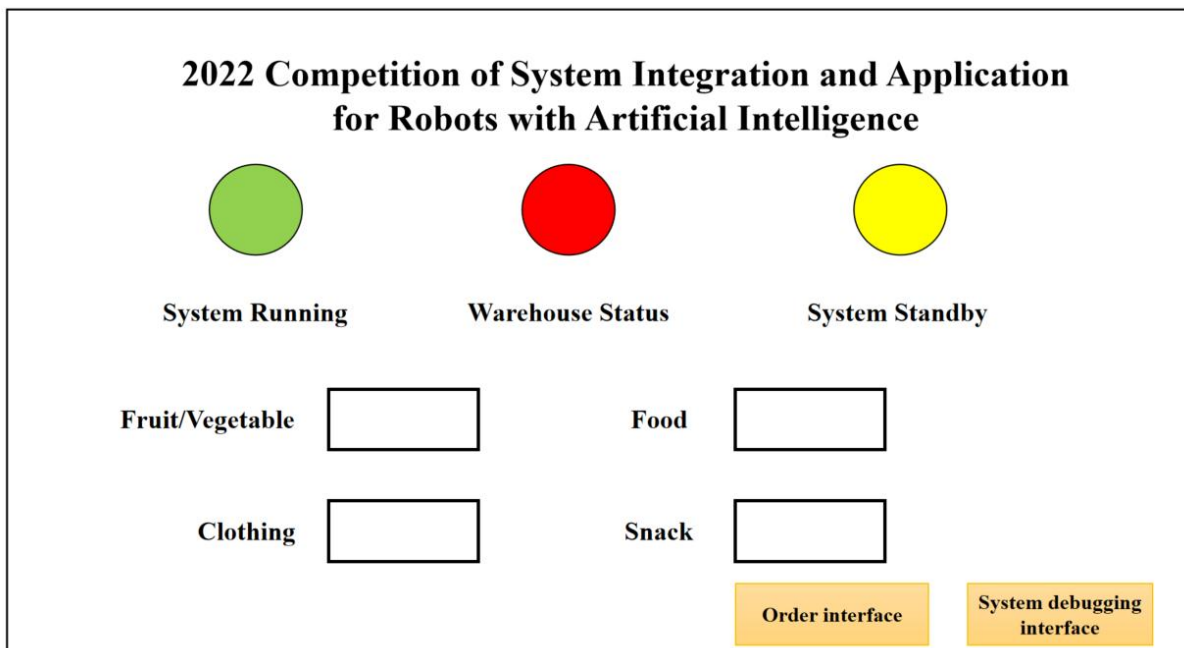 2022 Competition of System Integration and Application
for Robots with Artificial Intelligence
System Running
Warehouse Status
System Standby
Fruit/Vegetable
Food
Clothing
Snack
Order interface
System debugging
interface